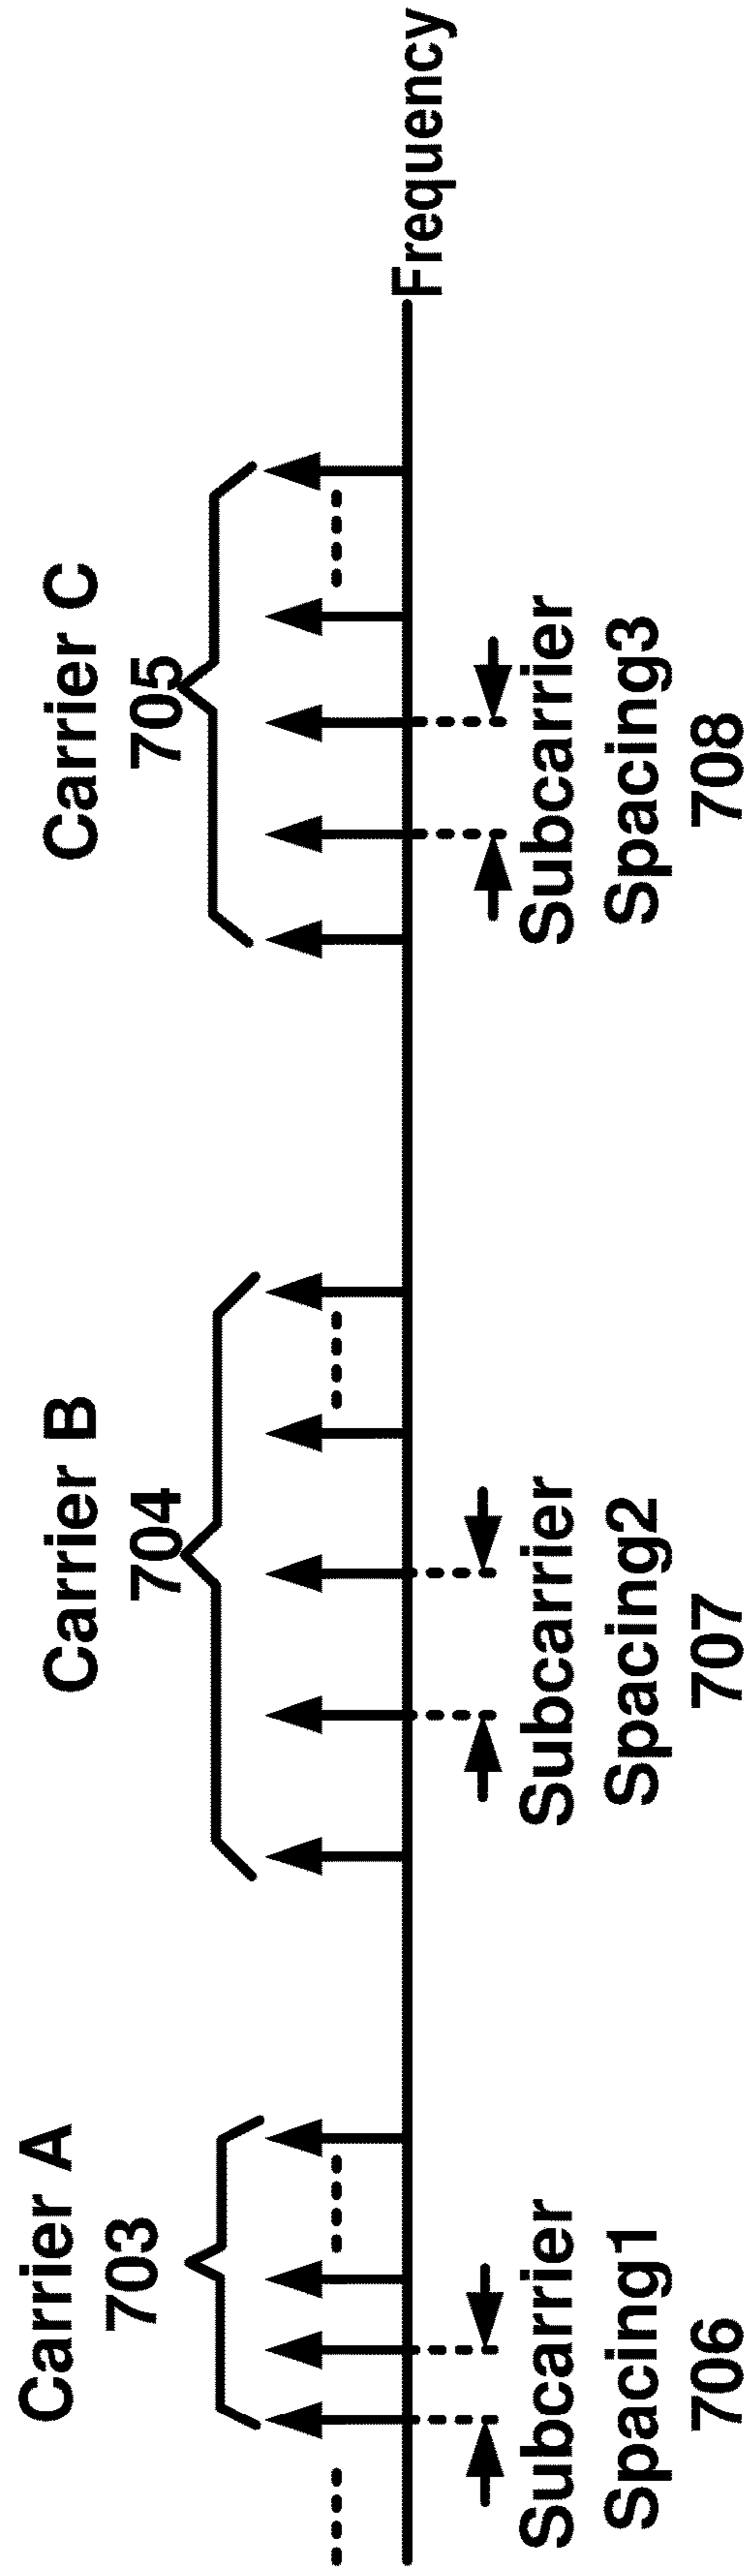 Carrier A
703
Carrier B
704
Carrier C
705
Frequency
Subcarrier
Spacing1
706
Subcarrier
Spacing2
707
Subcarrier
Spacing3
708